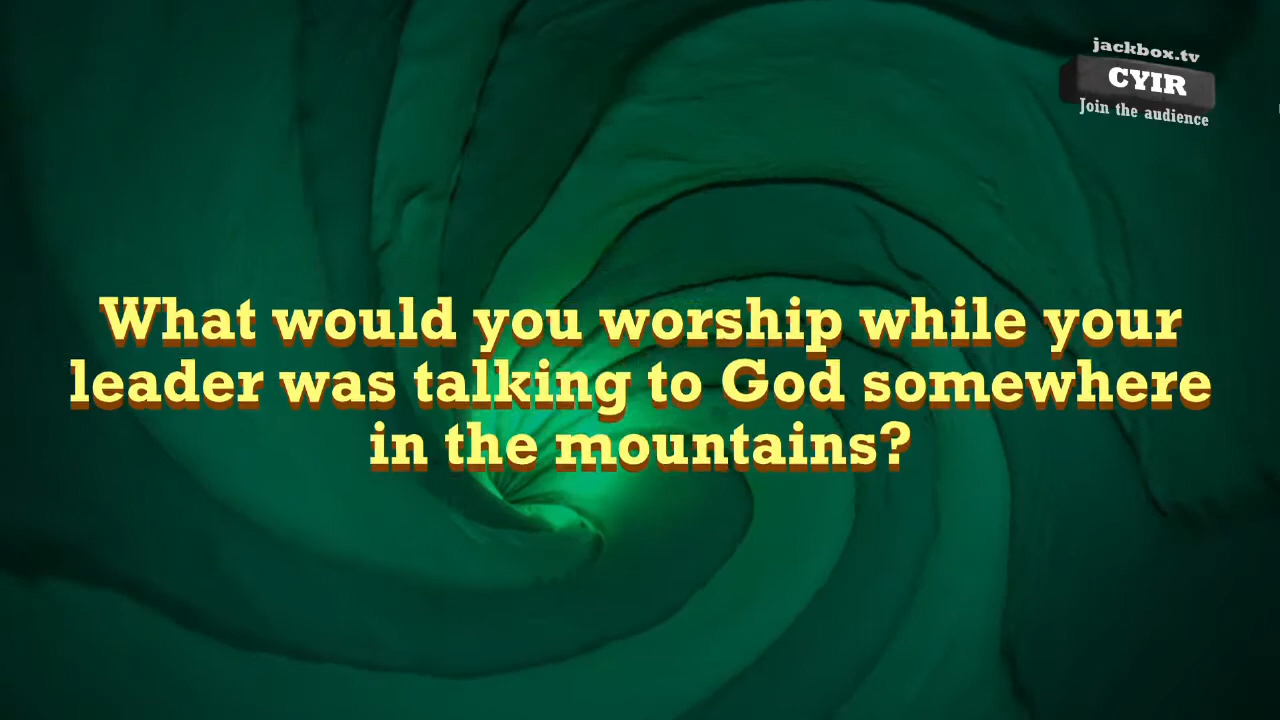 jackbox.tv
CYIR
Join the audience
What would you worship while your
leader was talking to God somewhere
in the mountains?